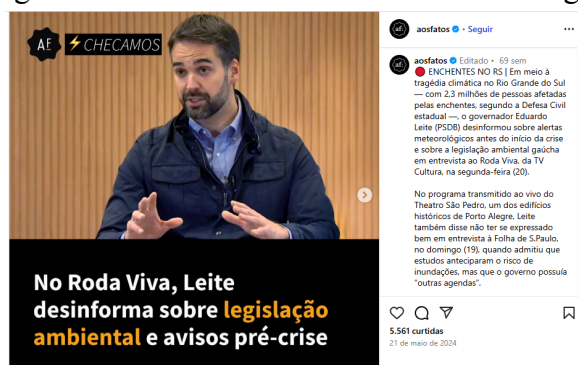 AF
⚡ CHECAMOS
No Roda Viva, Leite
desinforma sobre legislação
ambiental e avisos pré-crise
aosfatos • Seguir
aosfatos Editado • 69 sem
🔴 ENCHENTES NO RS | Em meio à
tragédia climática no Rio Grande do Sul
— com 2,3 milhões de pessoas afetadas
pelas enchentes, segundo a Defesa Civil
estadual —, o governador Eduardo
Leite (PSDB) desinformou sobre alertas
meteorológicos antes do início da crise
e sobre a legislação ambiental gaúcha
em entrevista ao Roda Viva, da TV
Cultura, na segunda-feira (20).
No programa transmitido ao vivo do
Theatro São Pedro, um dos edifícios
históricos de Porto Alegre, Leite
também disse não ter se expressado
bem em entrevista à Folha de S.Paulo,
no domingo (19), quando admitiu que
estudos anteciparam o risco de
inundações, mas que o governo possuía
"outras agendas".
5.561 curtidas
21 de maio de 2024